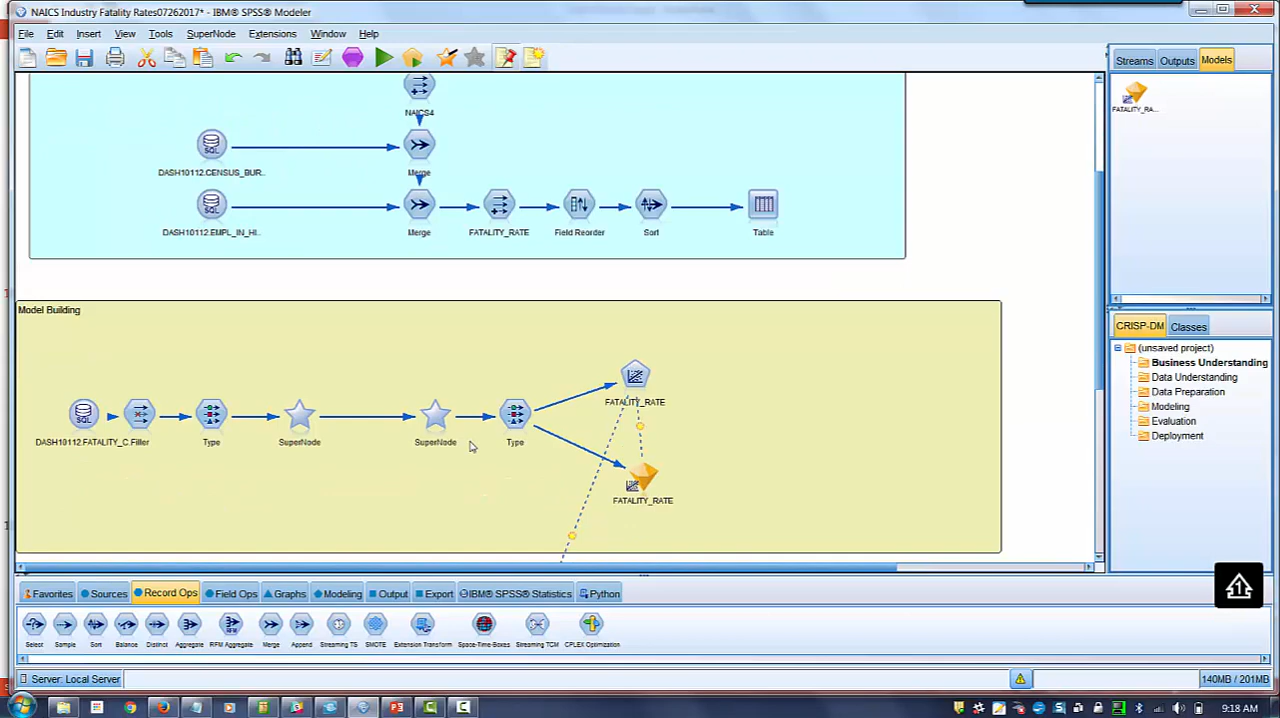 NAICS Industry Fatality Rates07262017* - IBM® SPSS® Modeler
File Edit Insert View Tools SuperNode Extensions Window Help
Streams Outputs Models
FATALITY_RA...
NAICS4
DASH10112.CENSUS_BUR.. Merge
DASH10112.EMPL_IN_HI.. Merge FATALITY_RATE Field Reorder Sort Table
Model Building
FATALITY_RATE
DASH10112.FATALITY_C.Filler Type SuperNode SuperNode Type
FATALITY_RATE
SQL
SQL
SQL
CRISP-DM Classes
(unsaved project)
Business Understanding
Data Understanding
Data Preparation
Modeling
Evaluation
Deployment
Favorites Sources Record Ops Field Ops Graphs Modeling Output Export IBM® SPSS® Statistics Python
Select Sample Sort Balance Distinct Aggregate RFM Aggregate Merge Append Streaming TS SMOTE Extension Transform Space-Time-Boxes Streaming TCM CPLEX Optimization
Server: Local Server 140MB / 201MB
9:18 AM